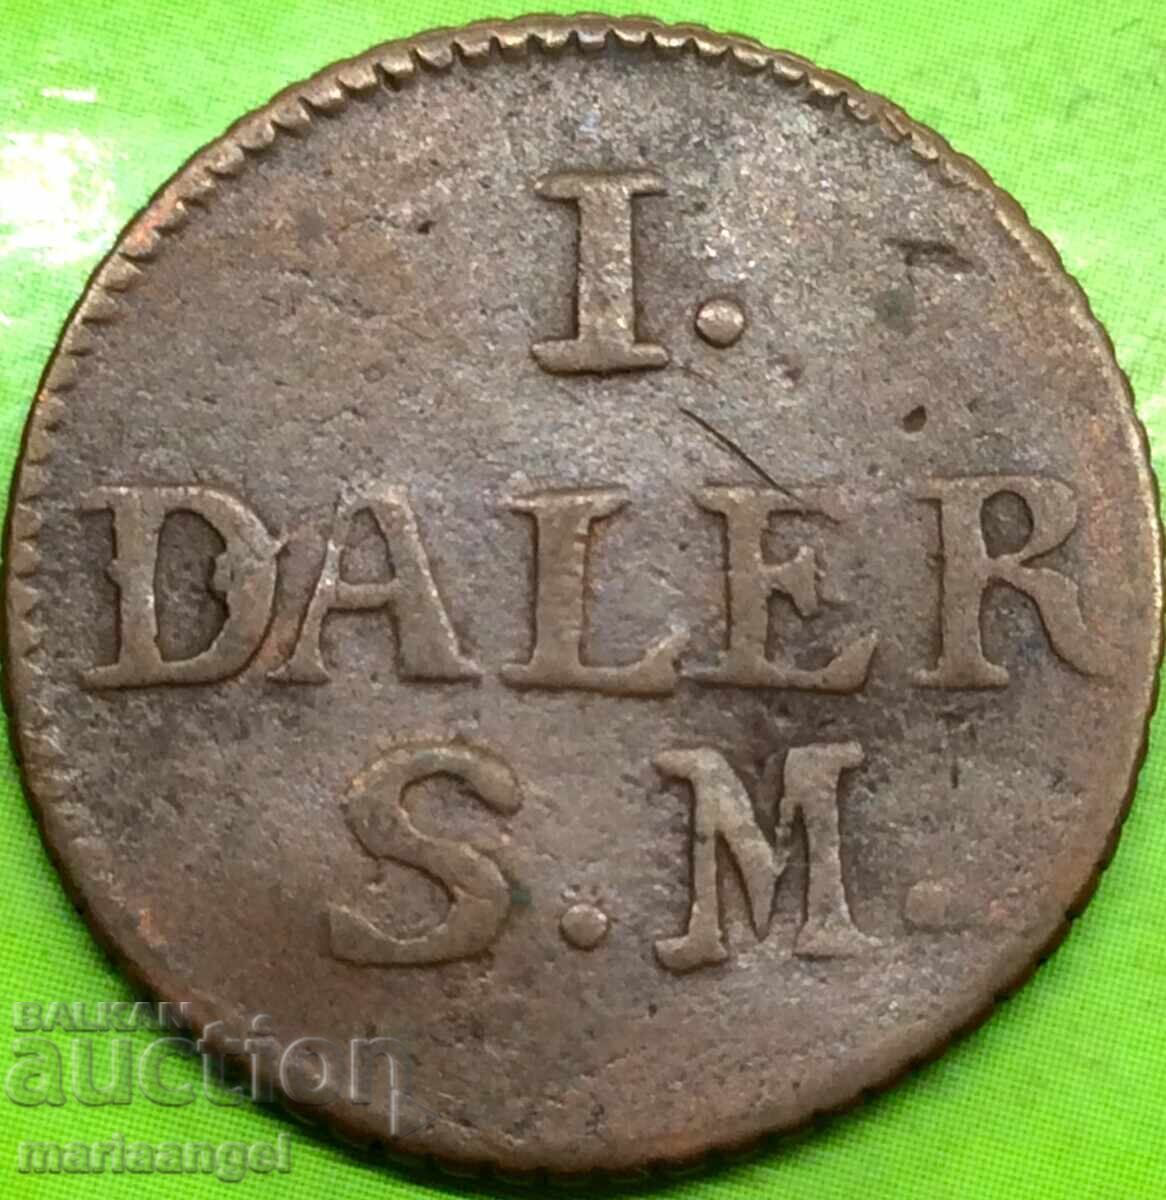 I.
DALER
S.M.
BALKAN
auction
mariaangel